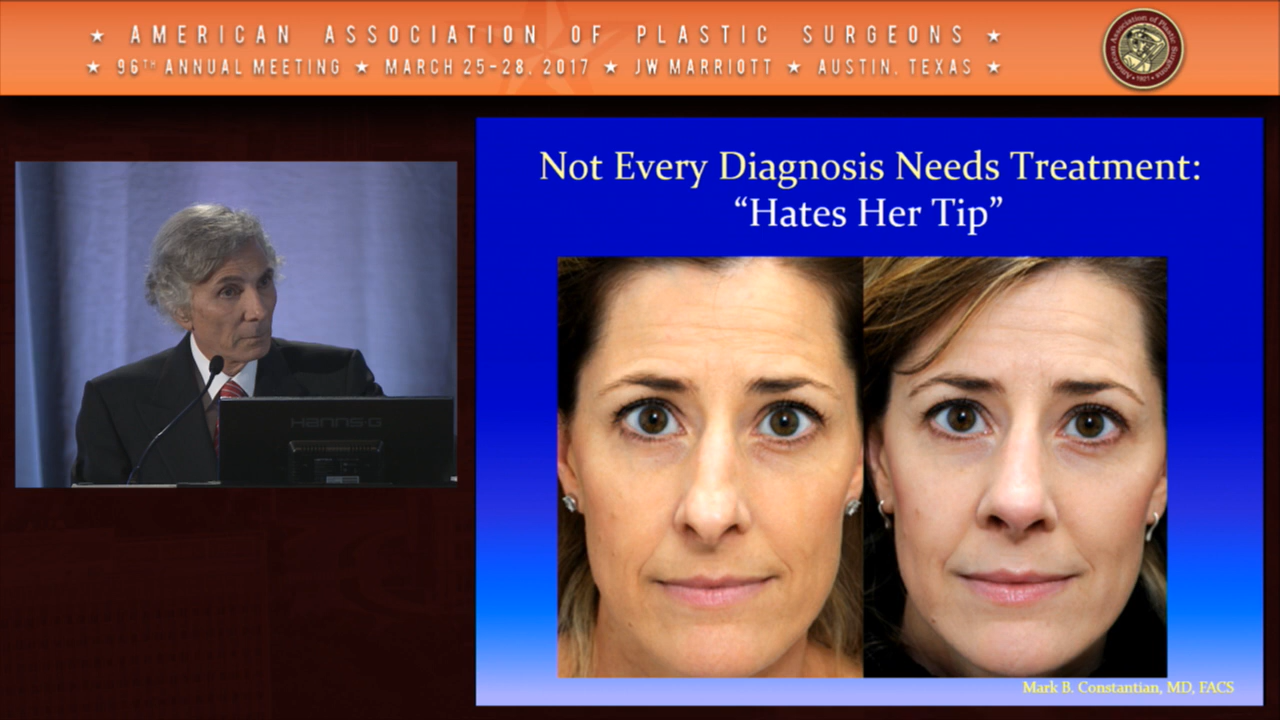 ★ AMERICAN ASSOCIATION OF PLASTIC SURGEONS ★
★ 96TH ANNUAL MEETING ★ MARCH 25-28, 2017 ★ JW MARRIOTT ★ AUSTIN, TEXAS ★
Not Every Diagnosis Needs Treatment:
“Hates Her Tip”
HANNS·G
Mark B. Constantian, MD, FACS